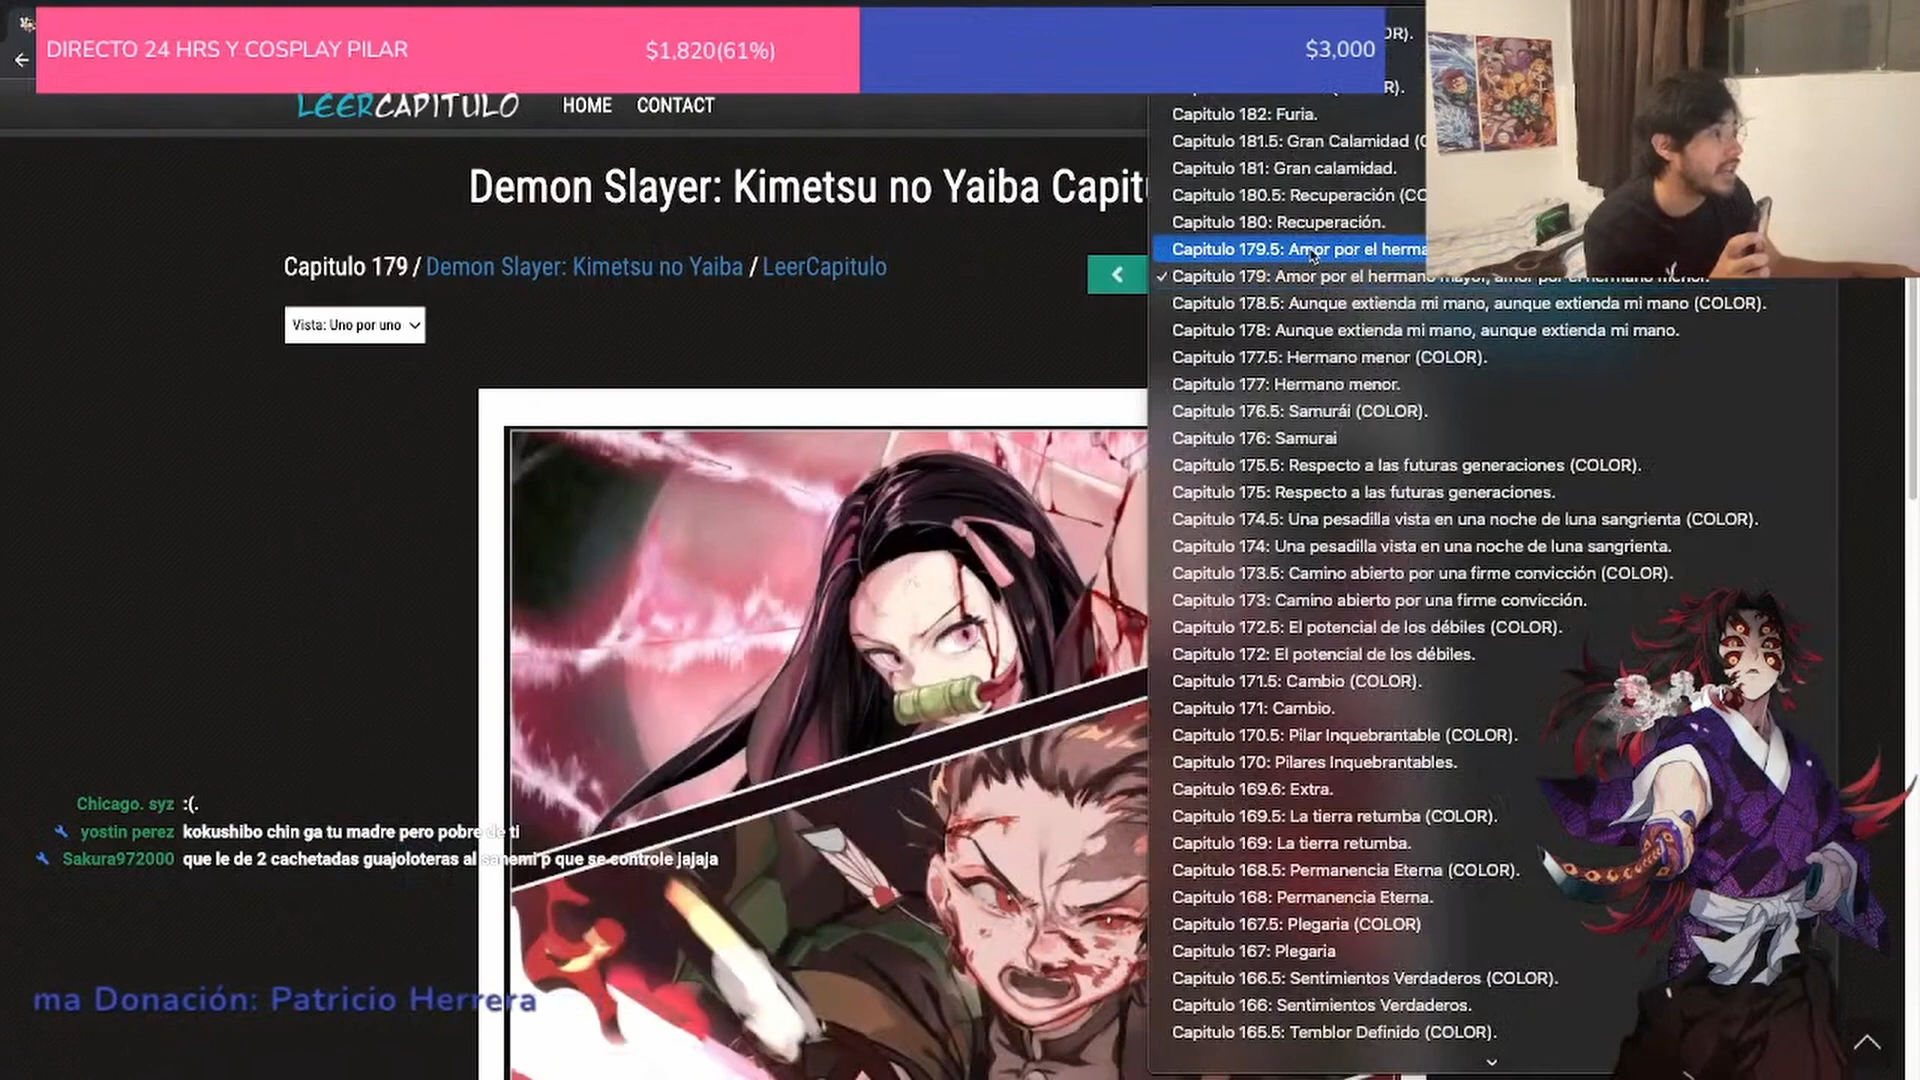 DIRECTO 24 HRS Y COSPLAY PILAR
$1,820(61%)
$3,000
LEERCAPITULO
HOME
CONTACT
Demon Slayer: Kimetsu no Yaiba Capit
Capitulo 179 / Demon Slayer: Kimetsu no Yaiba / LeerCapitulo
Vista: Uno por uno
OR).
R).
Capitulo 182: Furia.
Capitulo 181.5: Gran Calamidad (C
Capitulo 181: Gran calamidad.
Capitulo 180.5: Recuperación (CO
Capitulo 180: Recuperación.
Capitulo 179.5: Amor por el herma
✓ Capitulo 179: Amor por el hermano mayor, amor por el hermano menor.
Capitulo 178.5: Aunque extienda mi mano, aunque extienda mi mano (COLOR).
Capitulo 178: Aunque extienda mi mano, aunque extienda mi mano.
Capitulo 177.5: Hermano menor (COLOR).
Capitulo 177: Hermano menor.
Capitulo 176.5: Samurái (COLOR).
Capitulo 176: Samurai
Capitulo 175.5: Respecto a las futuras generaciones (COLOR).
Capitulo 175: Respecto a las futuras generaciones.
Capitulo 174.5: Una pesadilla vista en una noche de luna sangrienta (COLOR).
Capitulo 174: Una pesadilla vista en una noche de luna sangrienta.
Capitulo 173.5: Camino abierto por una firme convicción (COLOR).
Capitulo 173: Camino abierto por una firme convicción.
Capitulo 172.5: El potencial de los débiles (COLOR).
Capitulo 172: El potencial de los débiles.
Capitulo 171.5: Cambio (COLOR).
Capitulo 171: Cambio.
Capitulo 170.5: Pilar Inquebrantable (COLOR).
Capitulo 170: Pilares Inquebrantables.
Capitulo 169.6: Extra.
Capitulo 169.5: La tierra retumba (COLOR).
Capitulo 169: La tierra retumba.
Capitulo 168.5: Permanencia Eterna (COLOR).
Capitulo 168: Permanencia Eterna.
Capitulo 167.5: Plegaria (COLOR)
Capitulo 167: Plegaria
Capitulo 166.5: Sentimientos Verdaderos (COLOR).
Capitulo 166: Sentimientos Verdaderos.
Capitulo 165.5: Temblor Definido (COLOR).
Chicago. syz :(.
yostin perez kokushibo chin ga tu madre pero pobre de ti
Sakura972000 que le de 2 cachetadas guajoloteras al sanemi p que se controle jajaja
ma Donación: Patricio Herrera